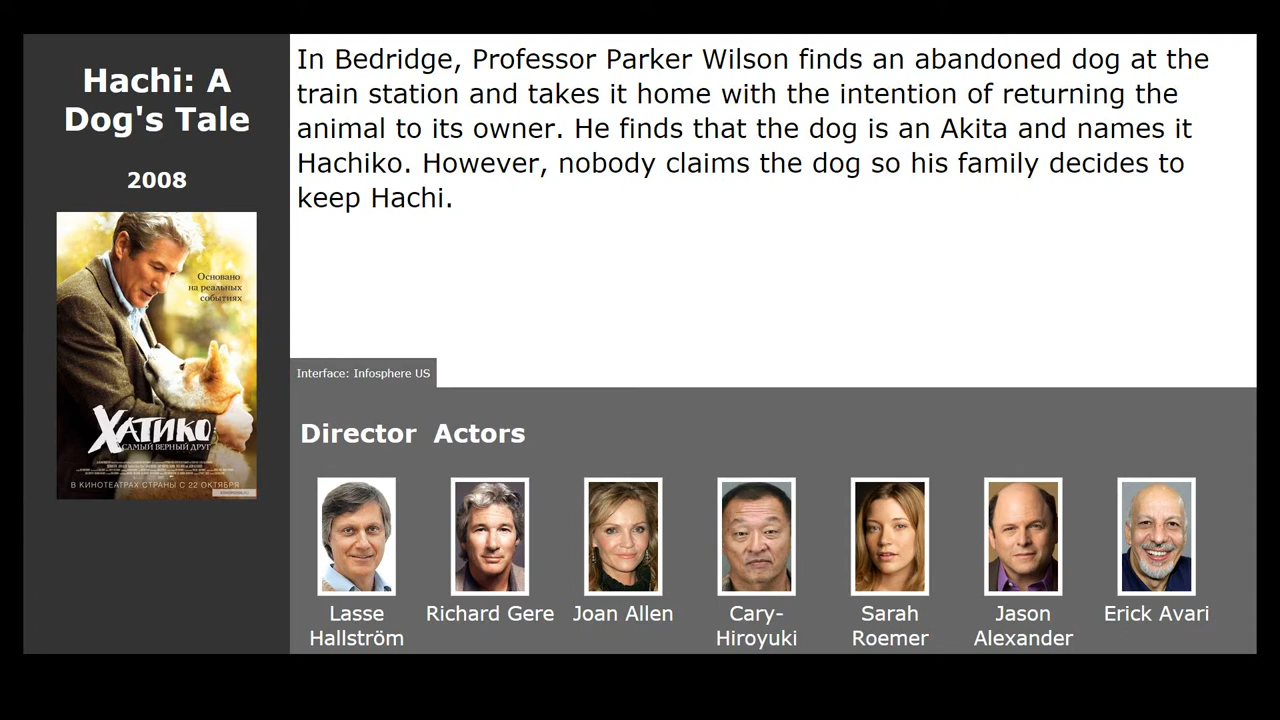 Hachi: A
Dog's Tale
2008
Основано
на реальных
событиях
ХАТИКО
САМЫЙ ВЕРНЫЙ ДРУГ
В КИНОТЕАТРАХ СТРАНЫ С 22 ОКТЯБРЯ
In Bedridge, Professor Parker Wilson finds an abandoned dog at the
train station and takes it home with the intention of returning the
animal to its owner. He finds that the dog is an Akita and names it
Hachiko. However, nobody claims the dog so his family decides to
keep Hachi.
Interface: Infosphere US
Director Actors
Lasse
Hallström
Richard Gere
Joan Allen
Cary-
Hiroyuki
Sarah
Roemer
Jason
Alexander
Erick Avari